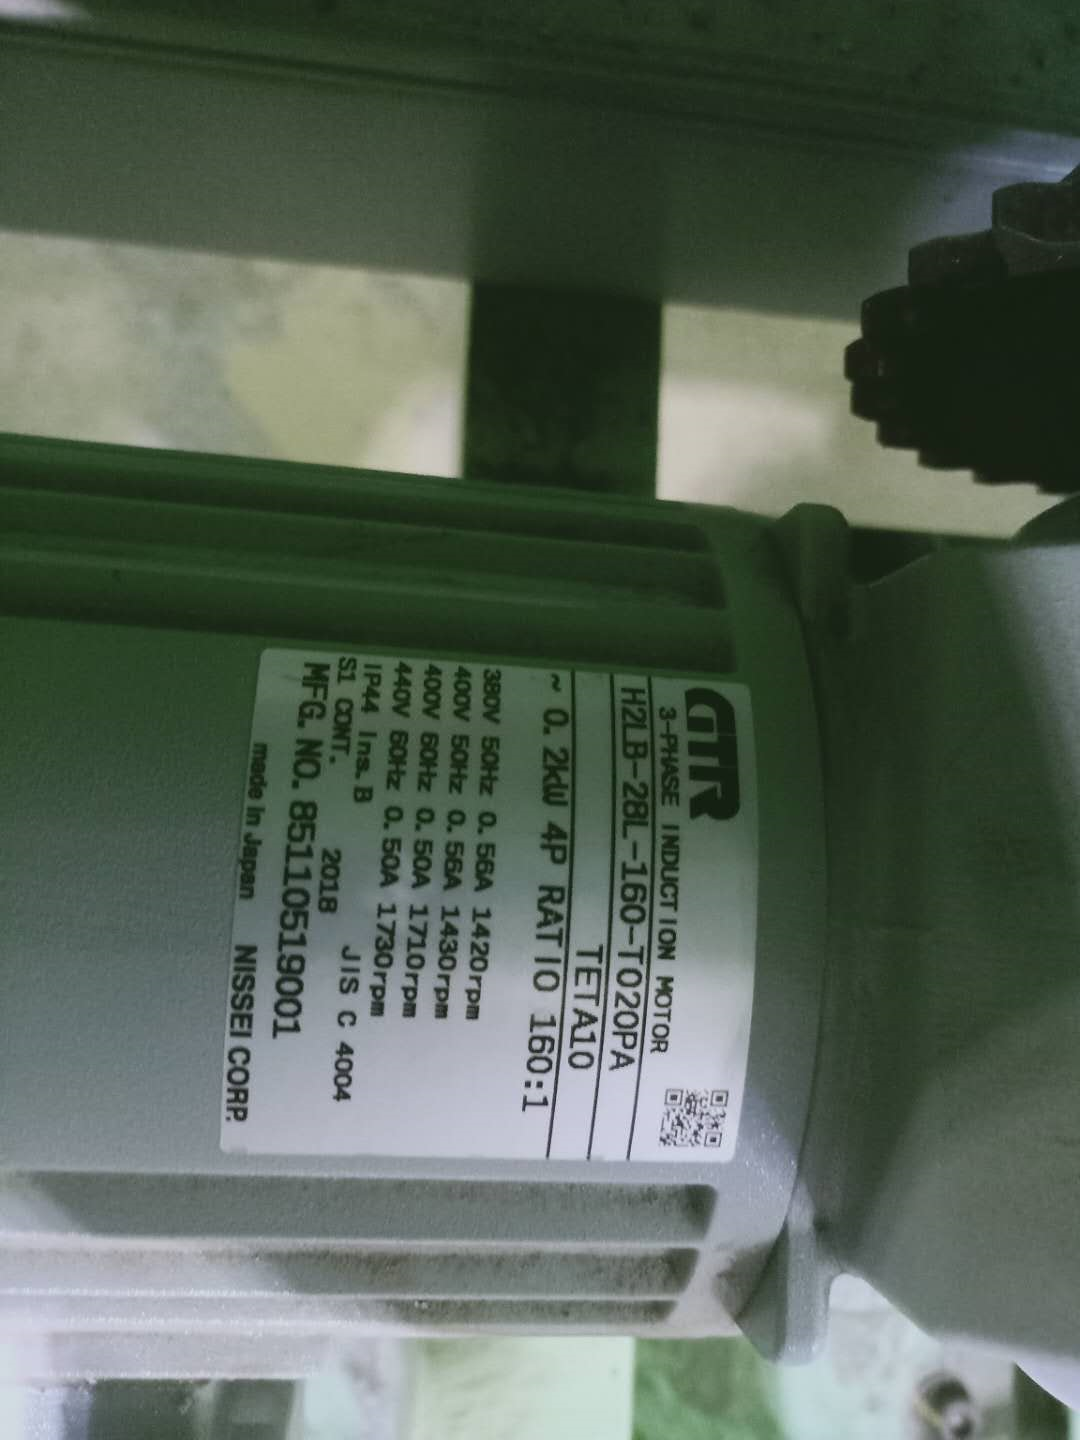 GTR
3-PHASE INDUCTION MOTOR
H2LB-28L-160-T020PA
TETA10
~ 0.2kW 4P RATIO 160:1
380V 50Hz 0.56A 1420rpm
400V 50Hz 0.56A 1430rpm
400V 60Hz 0.50A 1710rpm
440V 60Hz 0.50A 1730rpm
IP44 Ins.B JIS C 4004
S1 CONT. 2018
MFG. NO. 851105519001
made in Japan NISSEI CORP.